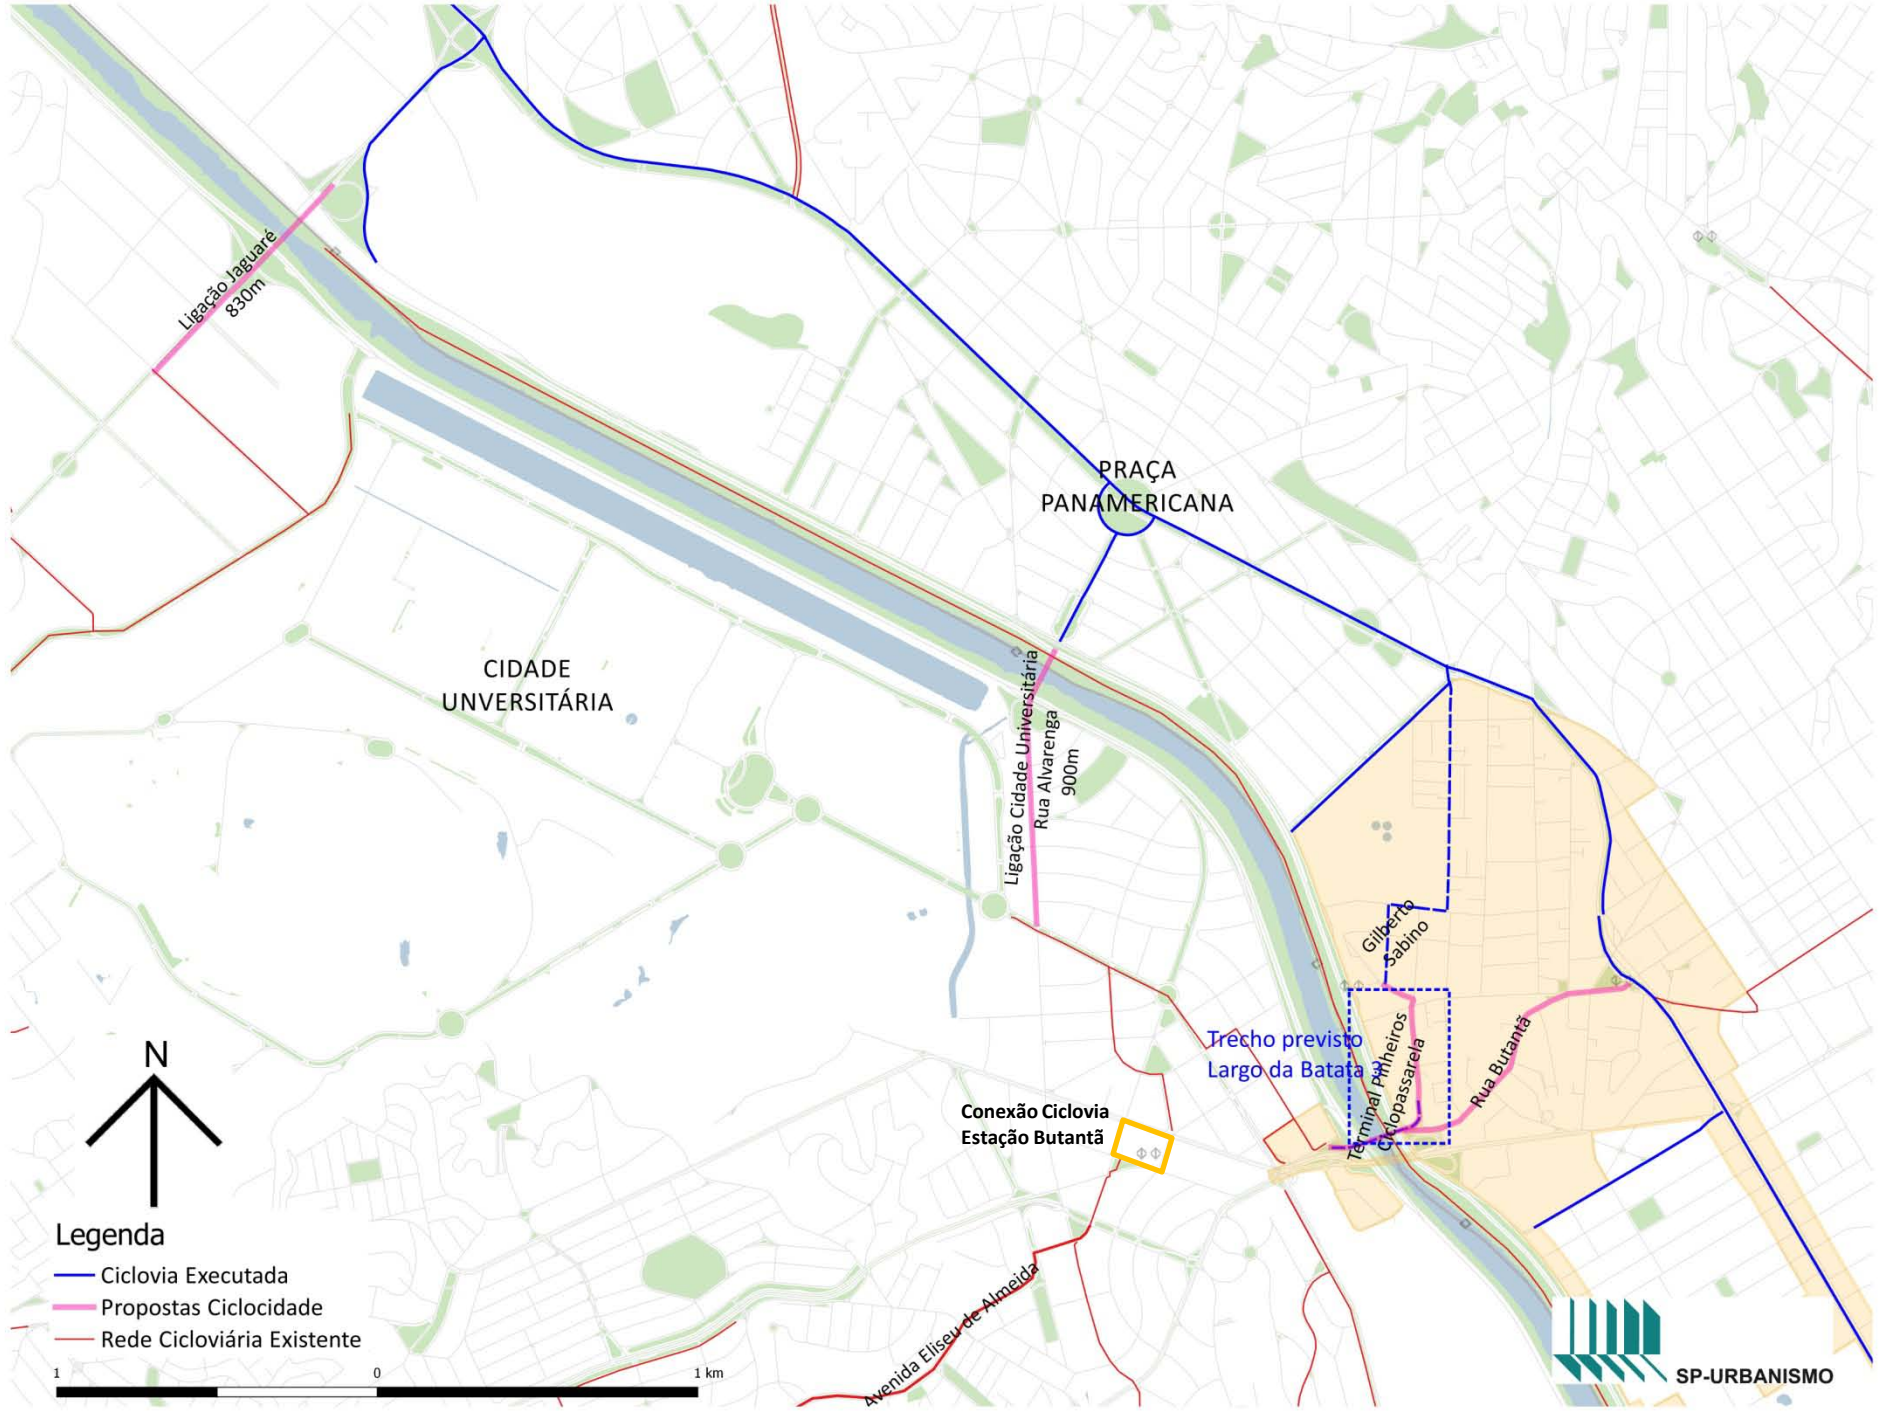 Ligação Jaguaré
830m
PRAÇA
PANAMERICANA
CIDADE
UNVERSITÁRIA
Ligação Cidade Universitária
Rua Alvarenga
900m
Gilberto
Sabino
Trecho previsto
Largo da Batata 3
Terminal Pinheiros
Ciclopassarela
Rua Butantã
Conexão Ciclovia
Estação Butantã
Avenida Eliseu de Almeida
N
Legenda
Ciclovia Executada
Propostas Ciclocidade
Rede Cicloviária Existente
1 0 1 km
SP-URBANISMO